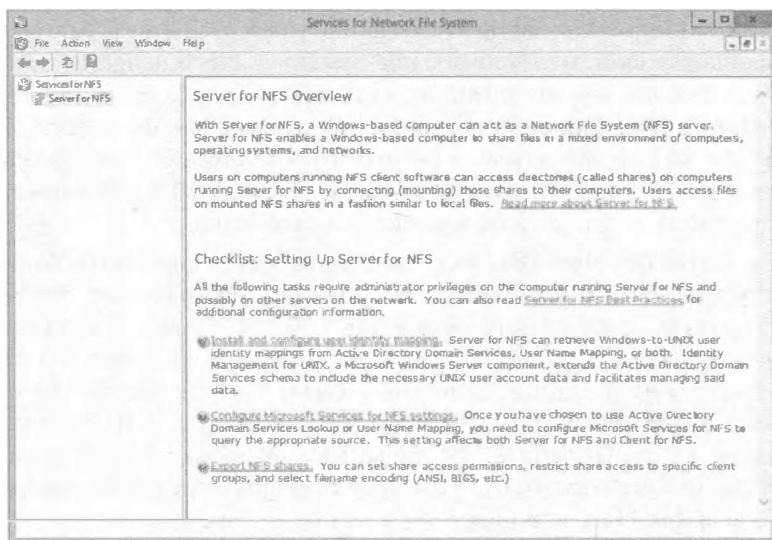 Services for Network File System
File Action View Window Help
Services for NFS
Server for NFS
Server for NFS Overview
With Server for NFS, a Windows-based computer can act as a Network File System (NFS) server.
Server for NFS enables a Windows-based computer to share files in a mixed environment of computers,
operating systems, and networks.
Users on computers running NFS client software can access directories (called shares) on computers
running Server for NFS by connecting (mounting) those shares to their computers. Users access files
on mounted NFS shares in a fashion similar to local files. Read more about Server for NFS.
Checklist: Setting Up Server for NFS
All the following tasks require administrator privileges on the computer running Server for NFS and
possibly on other servers on the network. You can also read Server for NFS Best Practices for
additional configuration information.
Install and configure user identity mapping. Server for NFS can retrieve Windows-to-UNIX user
identity mappings from Active Directory Domain Services, User Name Mapping, or both. Identity
Management for UNIX, a Microsoft Windows Server component, extends the Active Directory Domain
Services schema to include the necessary UNIX user account data and facilitates managing said
data.
Configure Microsoft Services for NFS settings. Once you have chosen to use Active Directory
Domain Services Lookup or User Name Mapping, you need to configure Microsoft Services for NFS to
query the appropriate source. This setting affects both Server for NFS and Client for NFS.
Export NFS shares. You can set share access permissions, restrict share access to specific client
groups, and select filename encoding (ANSI, BIG5, etc.)